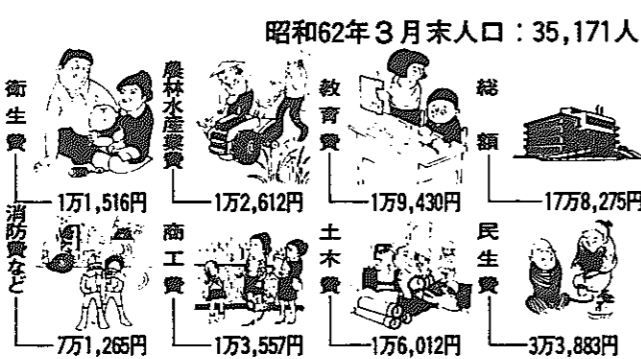 昭和62年3月末人口：35,171人
総額
17万8,275円
教育費
1万9,430円
農林水産業費
1万2,612円
衛生費
1万1,516円
民生費
3万3,883円
土木費
1万6,012円
商工費
1万3,557円
消防費など
7万1,265円